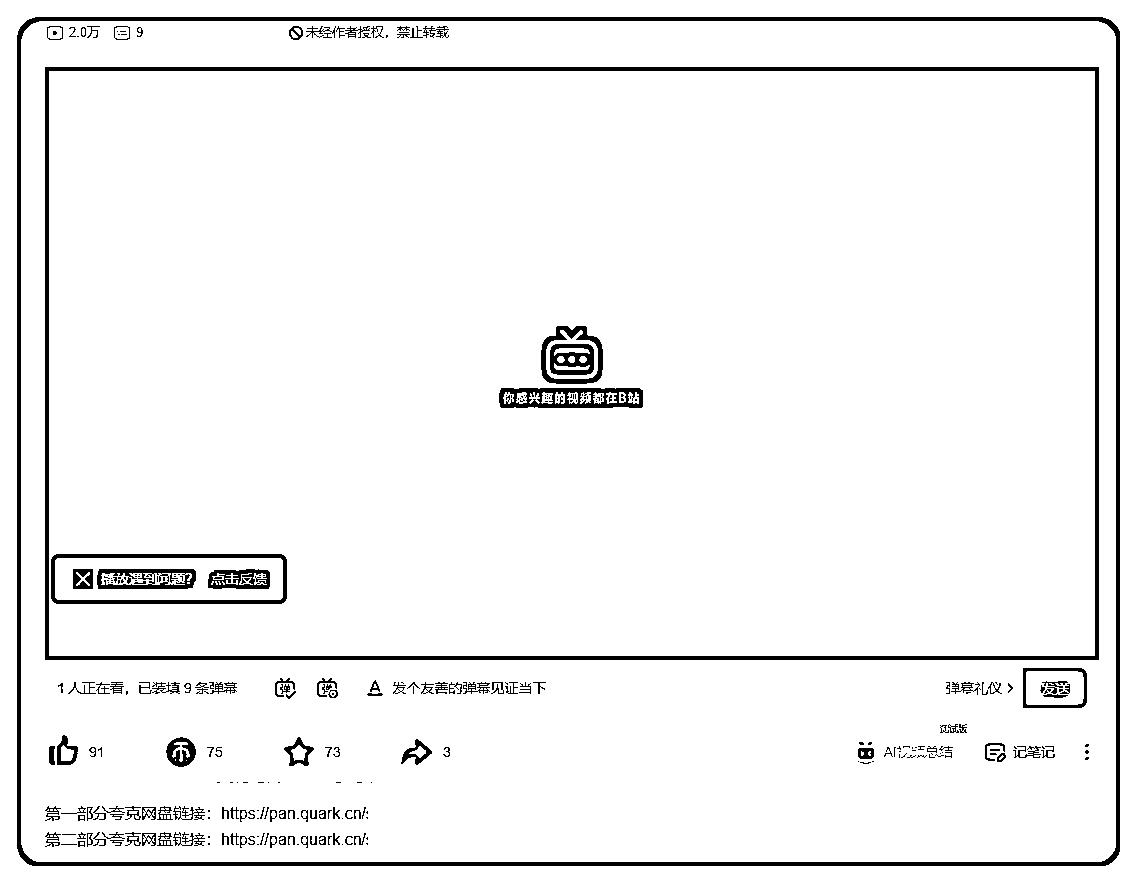 2.0万 9 未经作者授权，禁止转载
你感兴趣的视频都在B站
播放遇到问题? 点击反馈
1人正在看，已装填 9 条弹幕 发个友善的弹幕见证当下 弹幕礼仪 发送
测试版
91 75 73 3 AI视频总结 记笔记
第一部分夸克网盘链接：https://pan.quark.cn/
第二部分夸克网盘链接：https://pan.quark.cn/